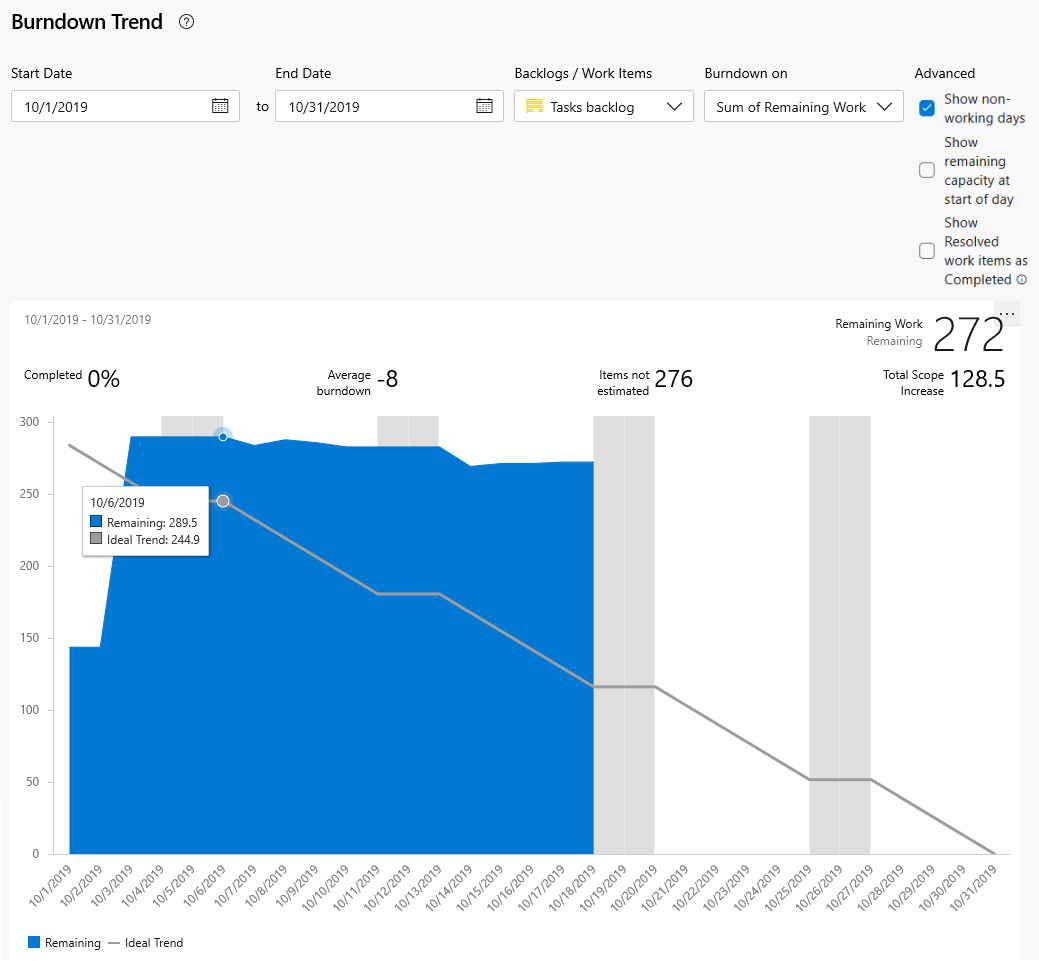 Burndown Trend ?
Start Date
End Date
Backlogs / Work Items
Burndown on
Advanced
10/1/2019
to
10/31/2019
Tasks backlog
Sum of Remaining Work
Show non-
working days
Show
remaining
capacity at
start of day
Show
Resolved
work items as
Completed
10/1/2019 - 10/31/2019
Remaining Work
Remaining
272
...
Completed 0%
Average
burndown
-8
Items not
estimated
276
Total Scope
Increase
128.5
300
250
200
150
100
50
0
10/6/2019
Remaining: 289.5
Ideal Trend: 244.9
10/1/2019
10/2/2019
10/3/2019
10/4/2019
10/5/2019
10/6/2019
10/7/2019
10/8/2019
10/9/2019
10/10/2019
10/11/2019
10/12/2019
10/13/2019
10/14/2019
10/15/2019
10/16/2019
10/17/2019
10/18/2019
10/19/2019
10/20/2019
10/21/2019
10/22/2019
10/23/2019
10/24/2019
10/25/2019
10/26/2019
10/27/2019
10/28/2019
10/29/2019
10/30/2019
10/31/2019
Remaining
Ideal Trend